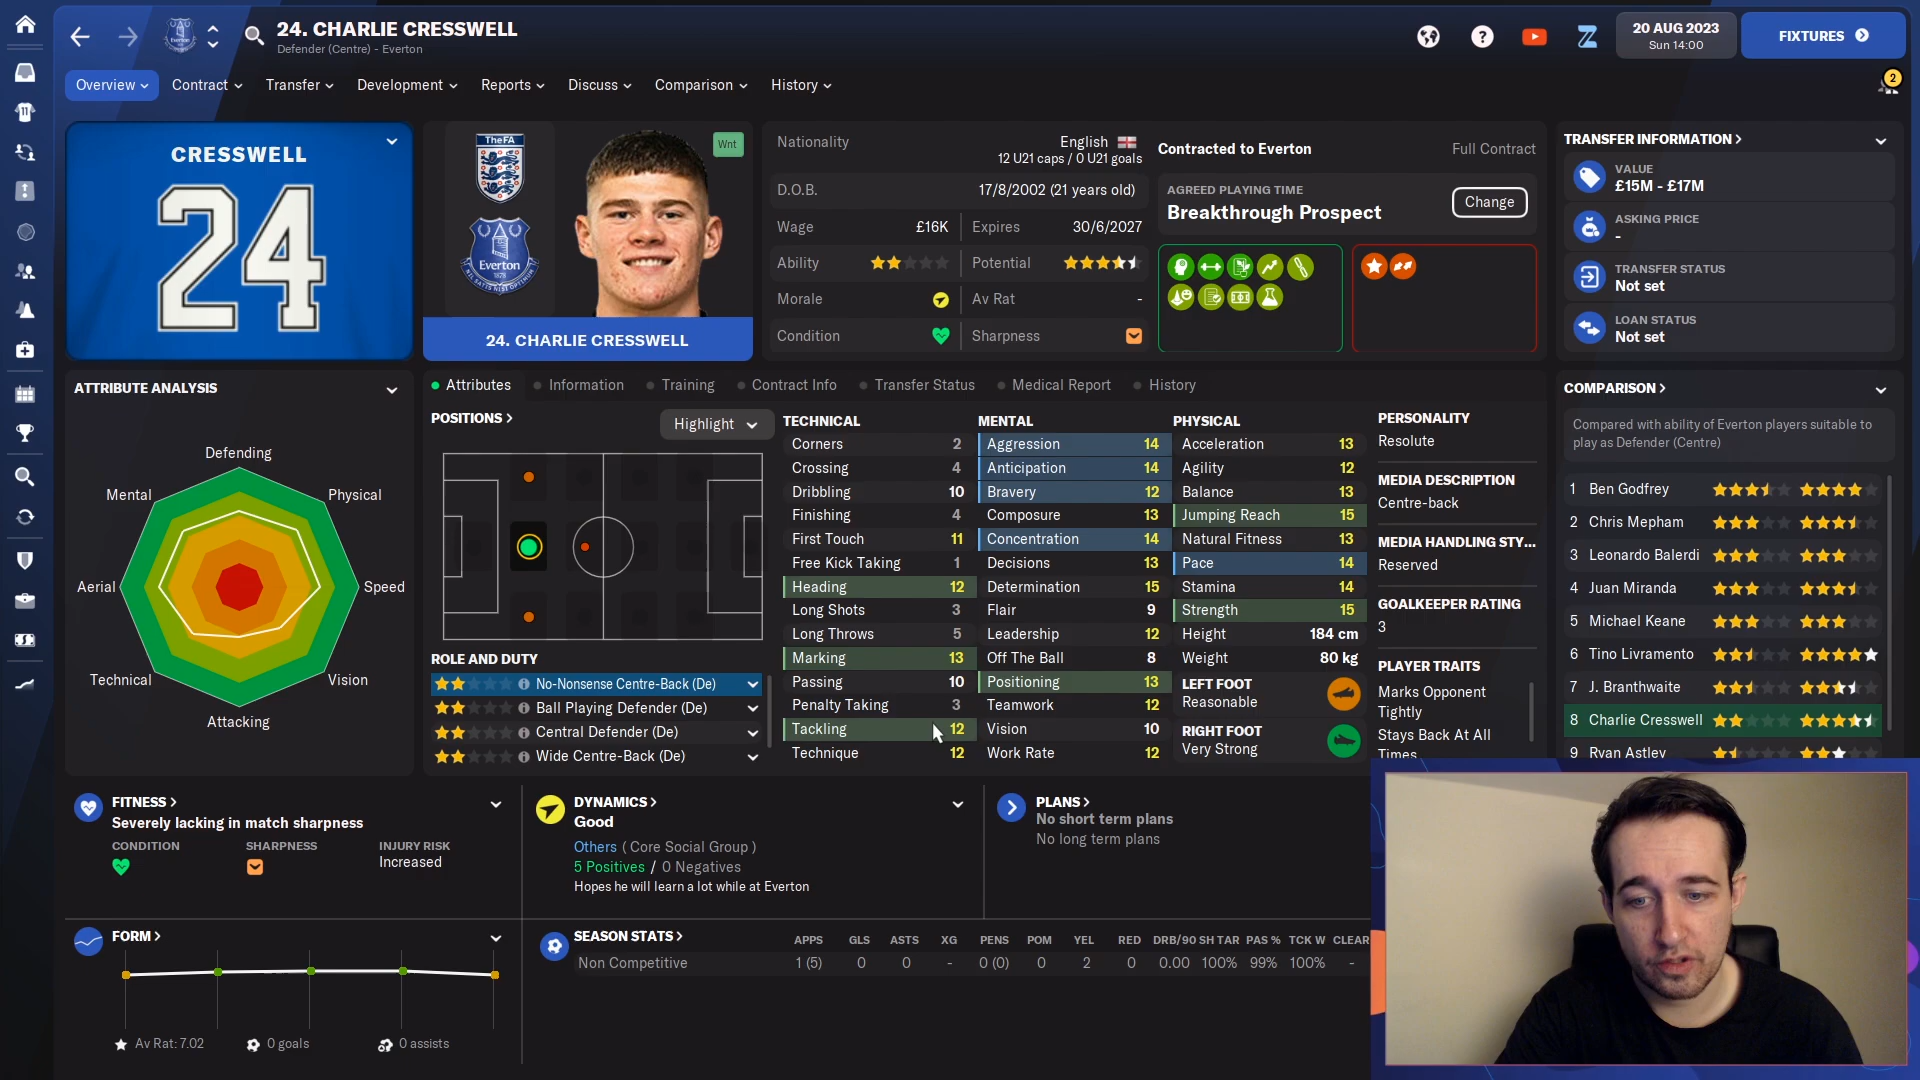 24. CHARLIE CRESSWELL
Defender (Centre) - Everton
20 AUG 2023
Sun 14:00
FIXTURES
2
Overview
Contract
Transfer
Development
Reports
Discuss
Comparison
History
CRESSWELL
24
TheFA
Everton
Wnt
24. CHARLIE CRESSWELL
Nationality English
12 U21 caps / 0 U21 goals
D.O.B. 17/8/2002 (21 years old)
Wage £16K Expires 30/6/2027
Ability Potential
Morale Av Rat -
Condition Sharpness
Contracted to Everton Full Contract
AGREED PLAYING TIME
Breakthrough Prospect
Change
TRANSFER INFORMATION
VALUE
£15M - £17M
ASKING PRICE
-
TRANSFER STATUS
Not set
LOAN STATUS
Not set
ATTRIBUTE ANALYSIS
Defending
Mental Physical
Aerial Speed
Technical Vision
Attacking
Attributes Information Training Contract Info Transfer Status Medical Report History
POSITIONS
Highlight
ROLE AND DUTY
No-Nonsense Centre-Back (De)
Ball Playing Defender (De)
Central Defender (De)
Wide Centre-Back (De)
TECHNICAL
Corners 2
Crossing 4
Dribbling 10
Finishing 4
First Touch 11
Free Kick Taking 1
Heading 12
Long Shots 3
Long Throws 5
Marking 13
Passing 10
Penalty Taking 3
Tackling 12
Technique 12
MENTAL
Aggression 14
Anticipation 14
Bravery 12
Composure 13
Concentration 14
Decisions 13
Determination 15
Flair 9
Leadership 12
Off The Ball 8
Positioning 13
Teamwork 12
Vision 10
Work Rate 12
PHYSICAL
Acceleration 13
Agility 12
Balance 13
Jumping Reach 15
Natural Fitness 13
Pace 14
Stamina 14
Strength 15
Height 184 cm
Weight 80 kg
LEFT FOOT
Reasonable
RIGHT FOOT
Very Strong
PERSONALITY
Resolute
MEDIA DESCRIPTION
Centre-back
MEDIA HANDLING STY...
Reserved
GOALKEEPER RATING
3
PLAYER TRAITS
Marks Opponent
Tightly
Stays Back At All
Times
COMPARISON
Compared with ability of Everton players suitable to
play as Defender (Centre)
1 Ben Godfrey
2 Chris Mepham
3 Leonardo Balerdi
4 Juan Miranda
5 Michael Keane
6 Tino Livramento
7 J. Branthwaite
8 Charlie Cresswell
9 Ryan Astley
FITNESS
Severely lacking in match sharpness
CONDITION SHARPNESS INJURY RISK
Increased
DYNAMICS
Good
Others ( Core Social Group )
5 Positives / 0 Negatives
Hopes he will learn a lot while at Everton
PLANS
No short term plans
No long term plans
FORM
Av Rat: 7.02 0 goals 0 assists
SEASON STATS APPS GLS ASTS XG PENS POM YEL RED DRB/90 SH TAR PAS % TCK W CLEAR
Non Competitive 1 (5) 0 0 - 0 (0) 0 2 0 0.00 100% 99% 100% -